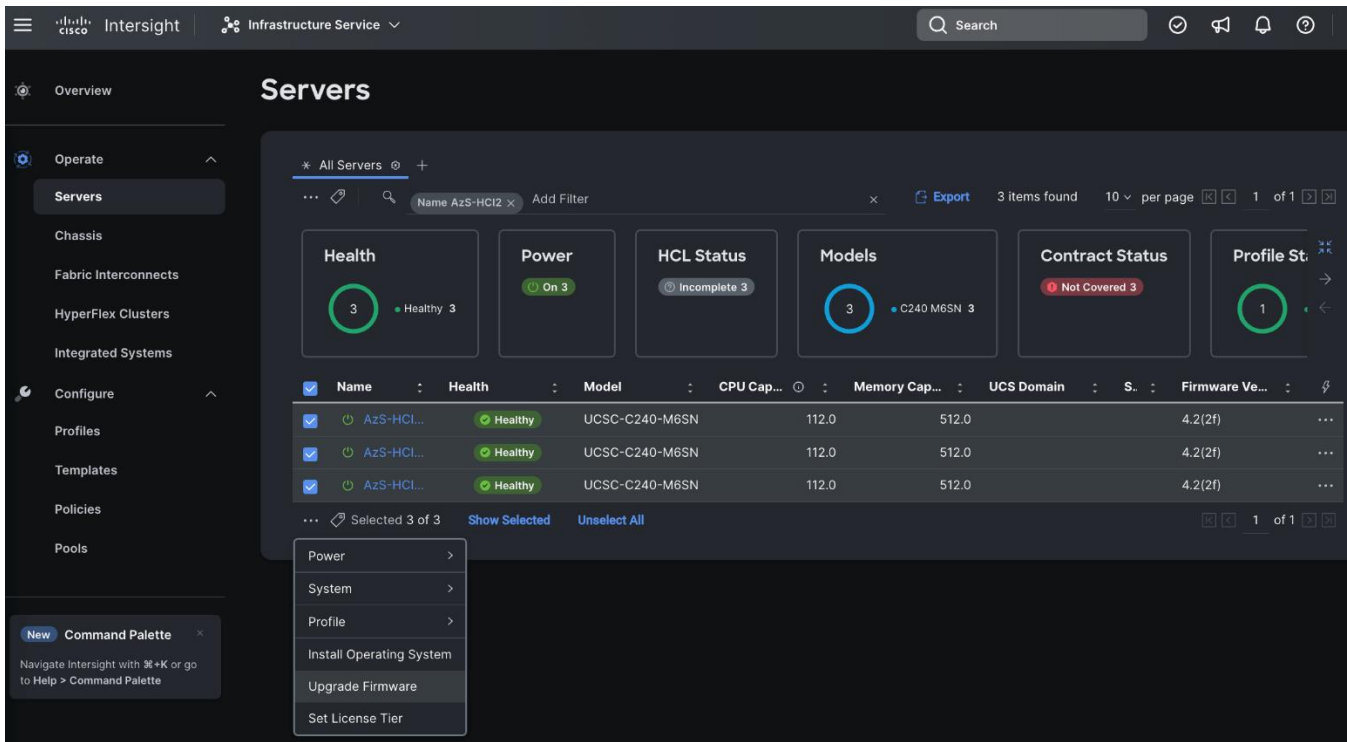 cisco Intersight Infrastructure Service Search
Overview
Operate
Servers
Chassis
Fabric Interconnects
HyperFlex Clusters
Integrated Systems
Configure
Profiles
Templates
Policies
Pools
New Command Palette
Navigate Intersight with ⌘+K or go
to Help > Command Palette
Servers
All Servers
Name AzS-HCI2 × Add Filter × Export 3 items found 10 per page 1 of 1
Health
3 Healthy 3
Power
On 3
HCL Status
Incomplete 3
Models
3 C240 M6SN 3
Contract Status
Not Covered 3
Profile St
1
Name Health Model CPU Cap... Memory Cap... UCS Domain S.. Firmware Ve...
AzS-HCI... Healthy UCSC-C240-M6SN 112.0 512.0 4.2(2f) ...
AzS-HCI... Healthy UCSC-C240-M6SN 112.0 512.0 4.2(2f) ...
AzS-HCI... Healthy UCSC-C240-M6SN 112.0 512.0 4.2(2f) ...
... Selected 3 of 3 Show Selected Unselect All 1 of 1
Power
System
Profile
Install Operating System
Upgrade Firmware
Set License Tier